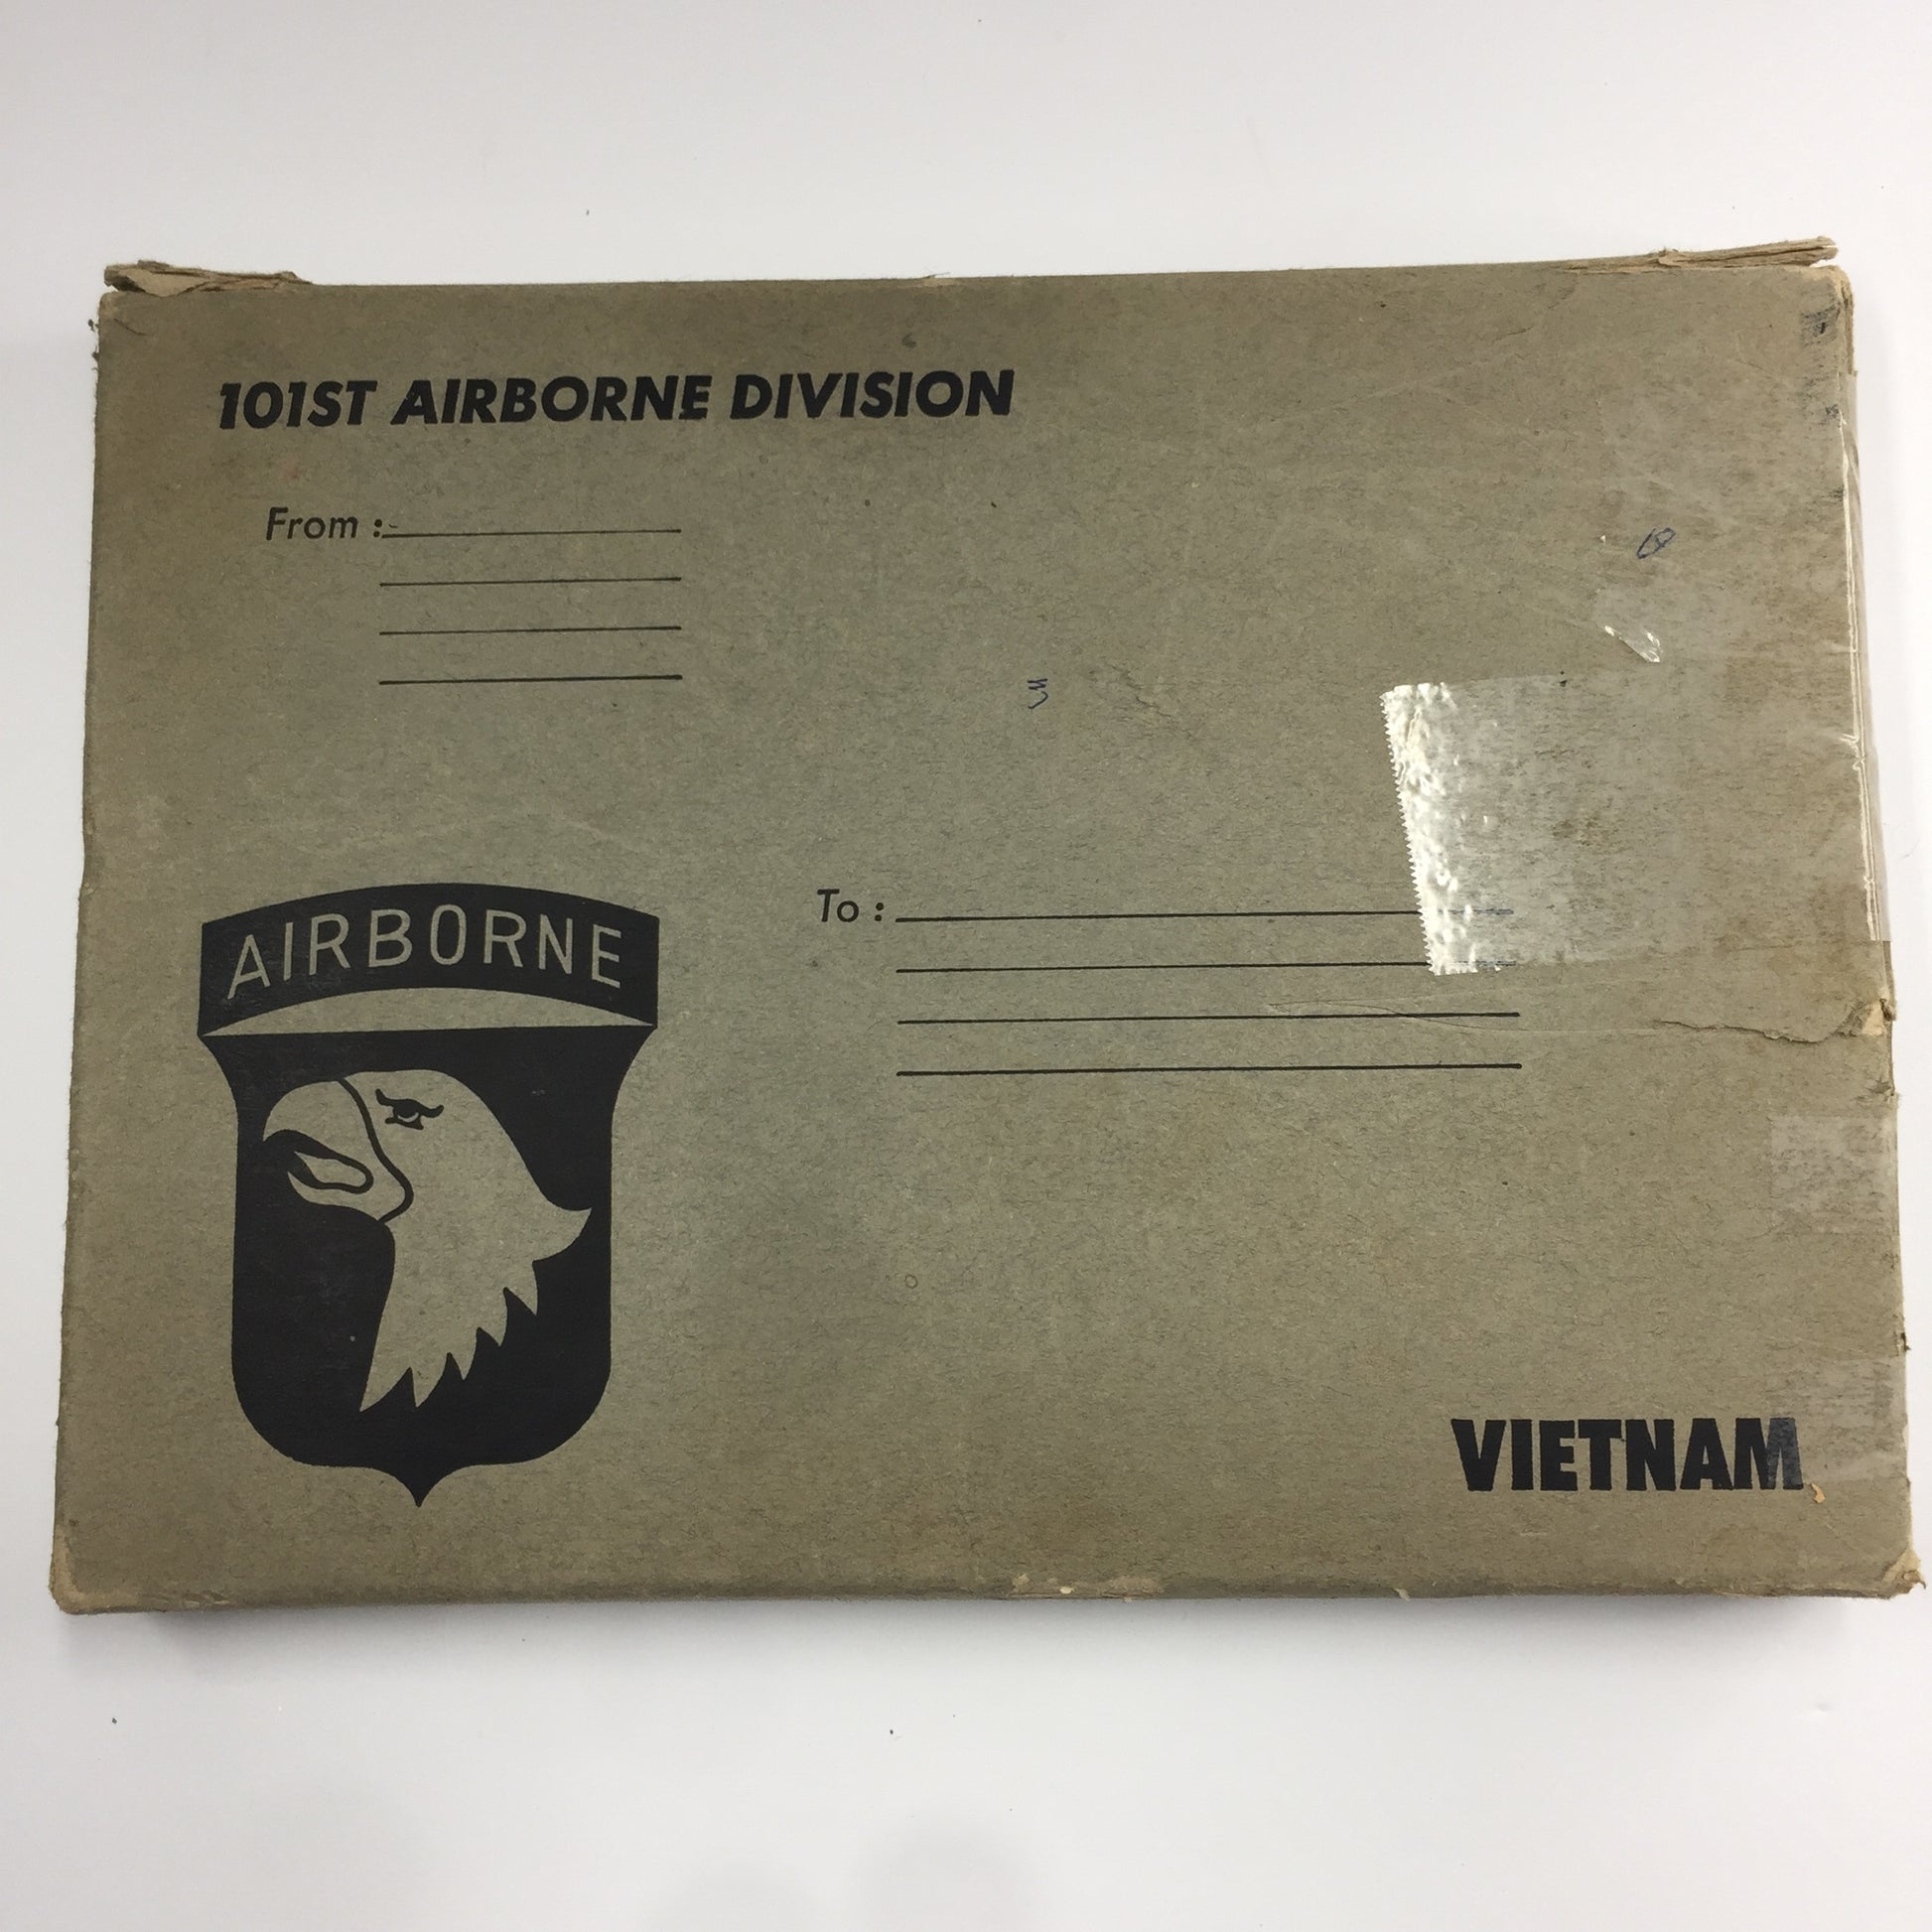 101ST AIRBORNE DIVISION
From :
AIRBORNE
To :
VIETNAM